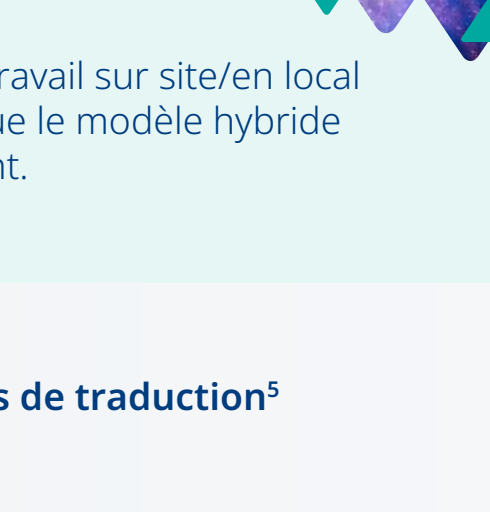 ravail sur site/en local
ue le modèle hybride
nt.
s de traduction⁵